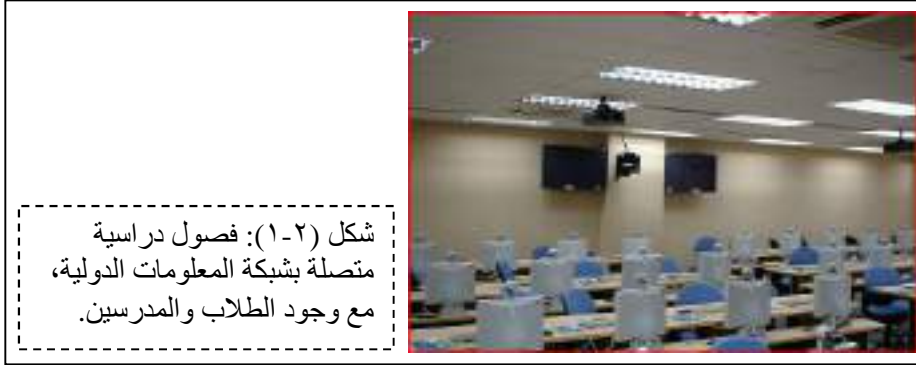 شكل (٢-١): فصول دراسية
متصلة بشبكة المعلومات الدولية،
مع وجود الطلاب والمدرسين.